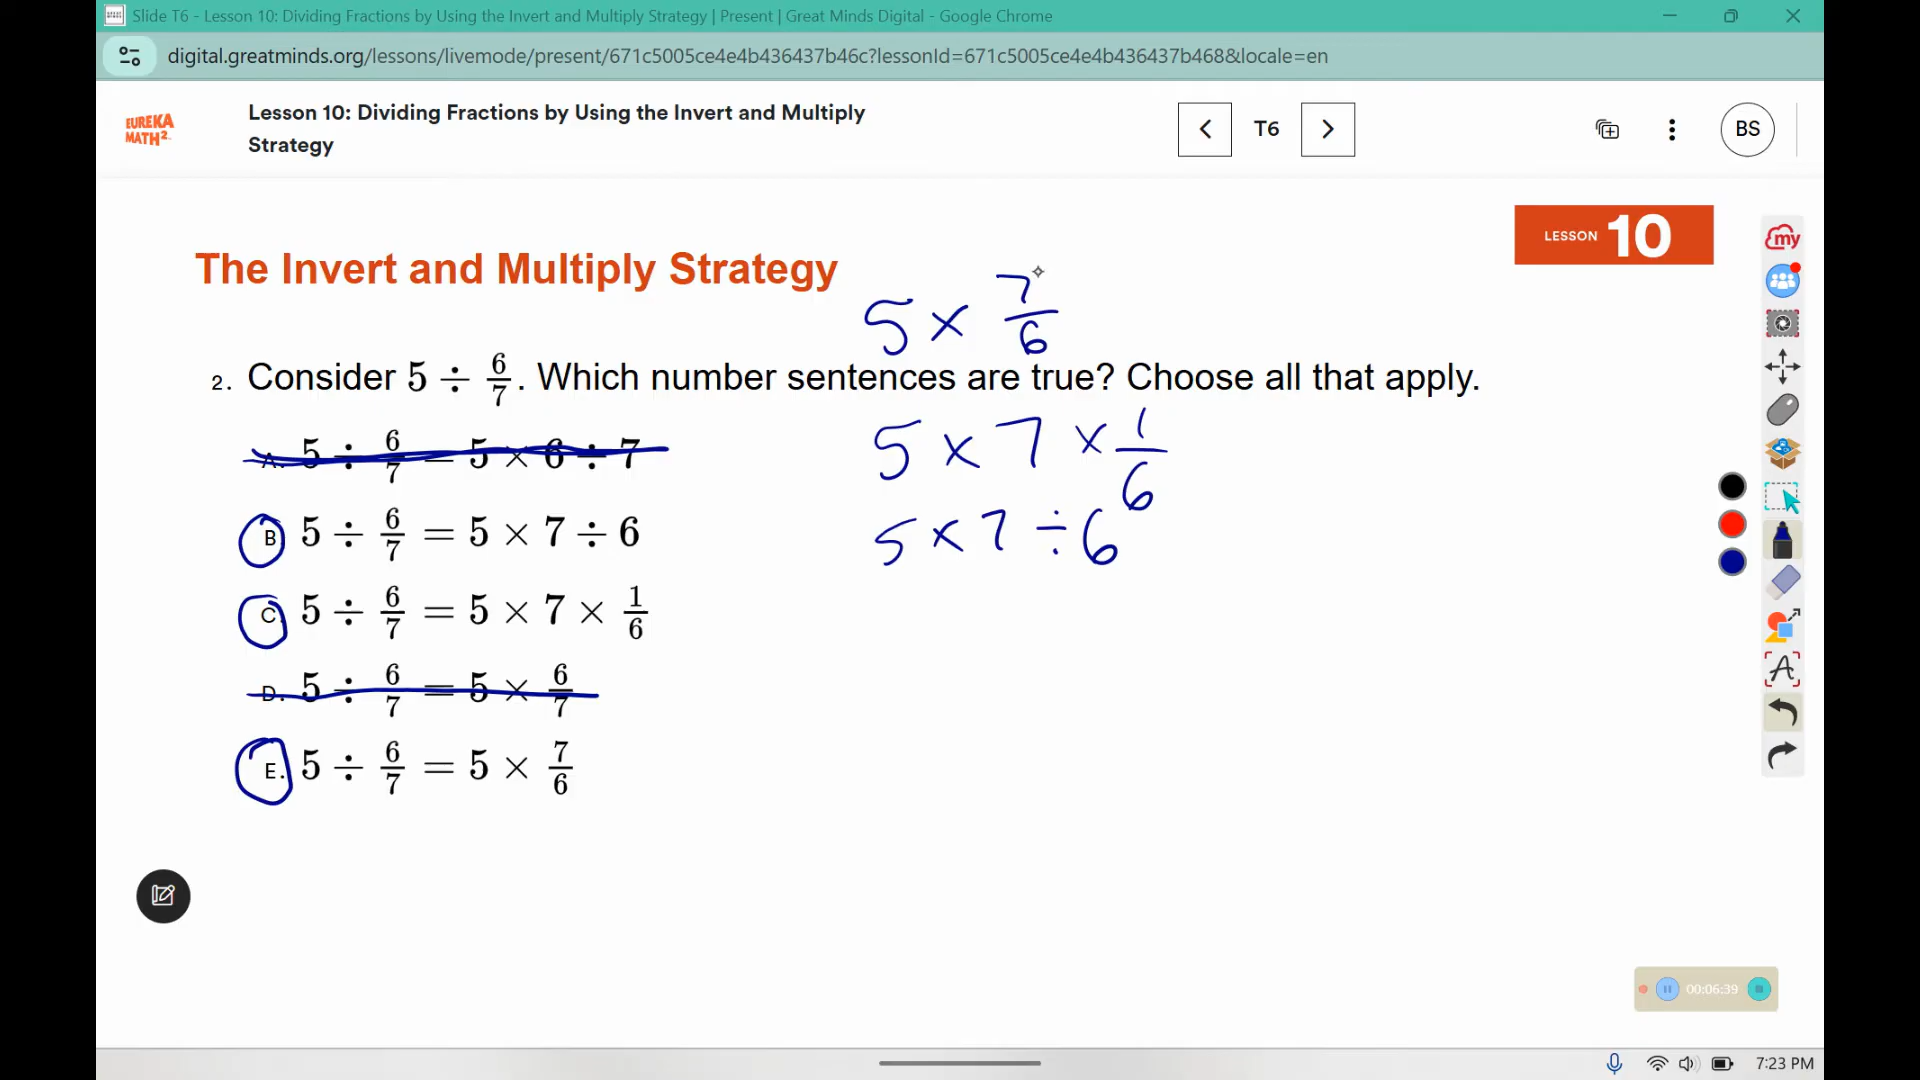 Slide T6 - Lesson 10: Dividing Fractions by Using the Invert and Multiply Strategy | Present | Great Minds Digital - Google Chrome
digital.greatminds.org/lessons/livemode/present/671c5005ce4e4b436437b46c?lessonId=671c5005ce4e4b436437b468&locale=en
EUREKA MATH²
Lesson 10: Dividing Fractions by Using the Invert and Multiply
Strategy
T6
BS
LESSON 10
The Invert and Multiply Strategy
5 × 7/6
2. Consider 5 ÷ 6/7. Which number sentences are true? Choose all that apply.
A. 5 ÷ 6/7 = 5 × 6 ÷ 7
5 × 7 × 1/6
B. 5 ÷ 6/7 = 5 × 7 ÷ 6
5 × 7 ÷ 6
C. 5 ÷ 6/7 = 5 × 7 × 1/6
D. 5 ÷ 6/7 = 5 × 6/7
E. 5 ÷ 6/7 = 5 × 7/6
my
A
00:06:39
7:23 PM